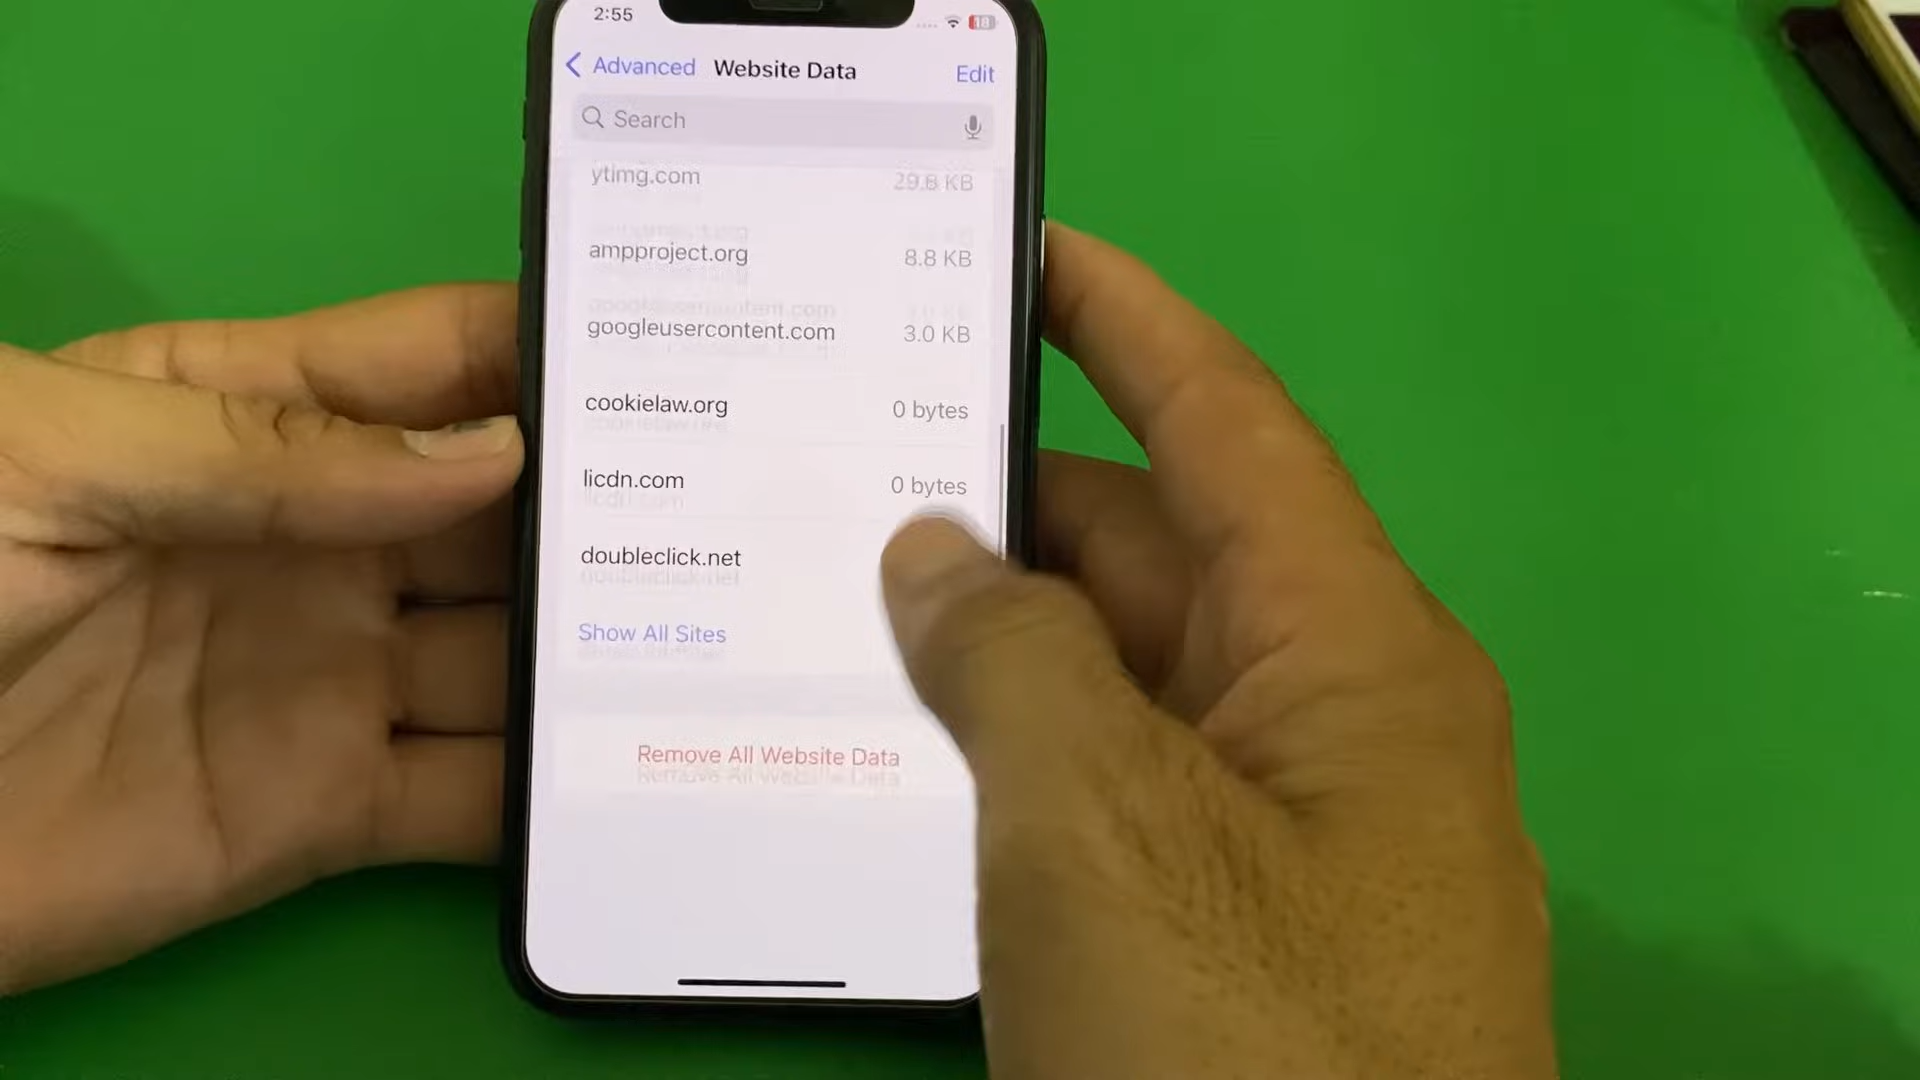 2:55
18
Advanced Website Data Edit
Search
ytimg.com 29.6 KB
ampproject.org 8.8 KB
googleusercontent.com 3.0 KB
cookielaw.org 0 bytes
licdn.com 0 bytes
doubleclick.net
Show All Sites
Remove All Website Data